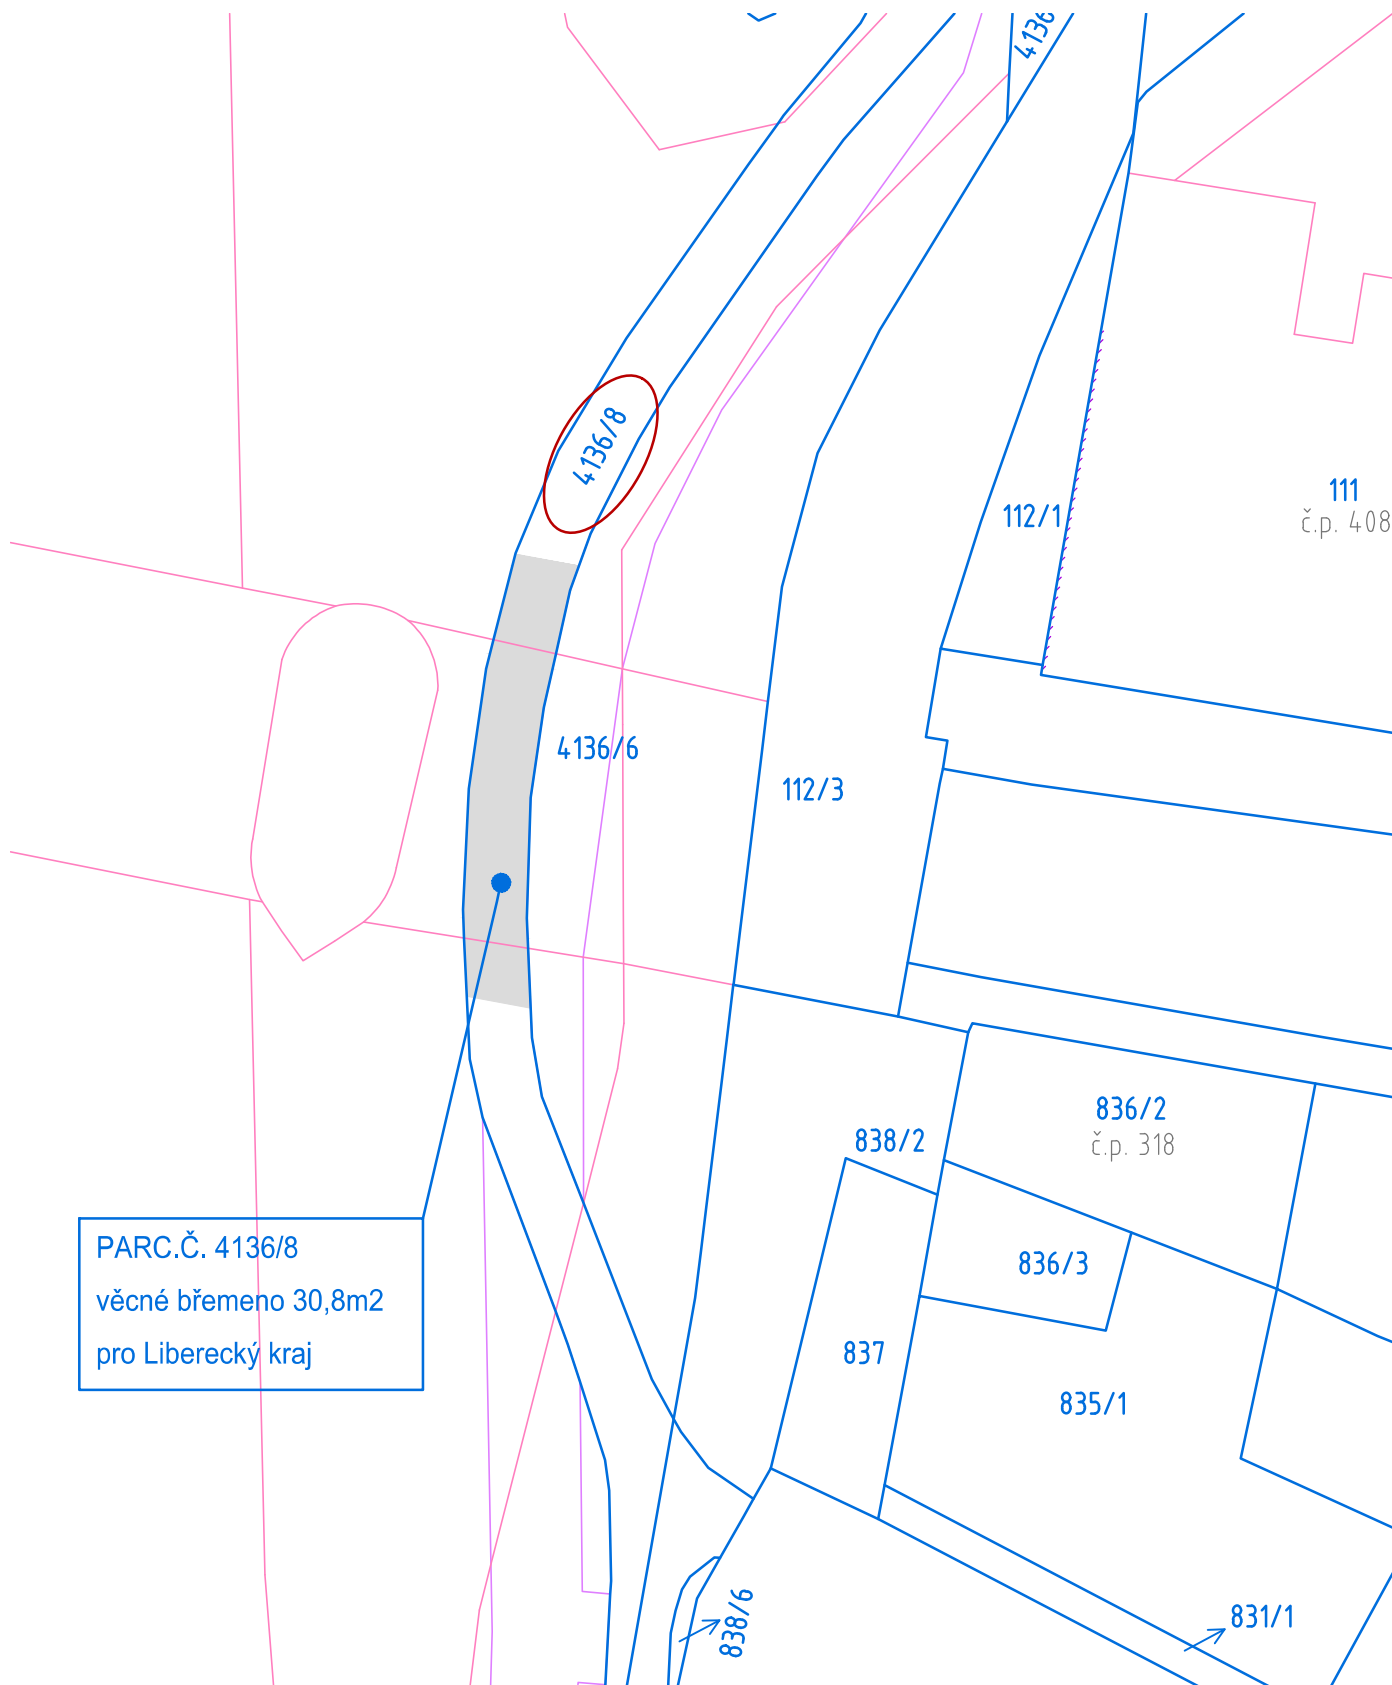 4136
4136/8
111
č.p. 408
112/1
4136/6
112/3
836/2
838/2
č.p. 318
PARC.Č. 4136/8
věcné břemeno 30,8m2
pro Liberecký kraj
836/3
837
835/1
838/6
831/1